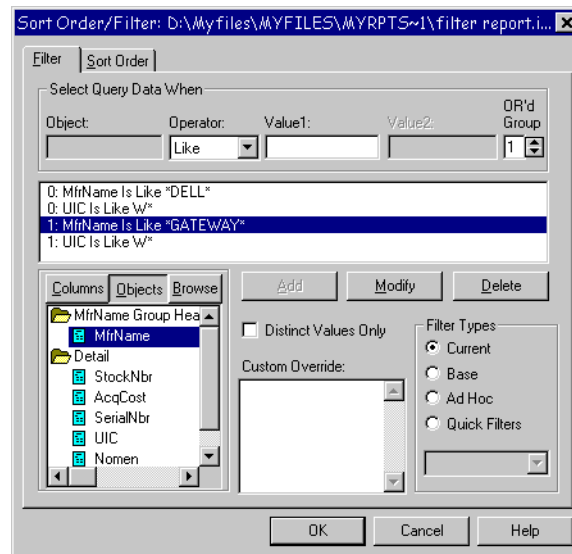 Sort Order/Filter: D:\Myfiles\MYFILES\MYRPTS~1\filter report.i...
Filter Sort Order
Select Query Data When
Object: Operator: Value1: Value2: OR'd Group
Like 1
0: MfrName Is Like *DELL*
0: UIC Is Like W*
1: MfrName Is Like *GATEWAY*
1: UIC Is Like W*
Columns Objects Browse Add Modify Delete
MfrName Group Hea
MfrName
Detail
StockNbr
AcqCost
SerialNbr
UIC
Nomen
Distinct Values Only
Custom Override:
Filter Types
Current
Base
Ad Hoc
Quick Filters
OK Cancel Help